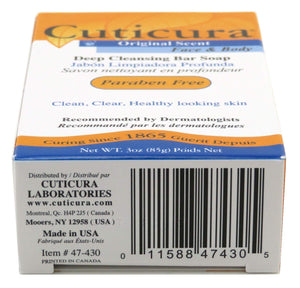 Cuticura
Original Scent
Face & Body
Deep Cleansing Bar Soap
Jabón Limpiadora Profunda
Savon nettoyant en profondeur
Paraben Free
Clean, Clear, Healthy looking skin
Recommended by Dermatologists
Recommandé par les dermatologues
Curing since 1865 guerit Depuis
Net WT. 3oz (85g) Poids Net
Distributed by / Distribué par
CUTICURA
LABORATORIES
www.cuticura.com
Montreal, Qc. H4P 2J5 ( Canada )
Mooers, NY 12958 ( USA )
Made in USA
Fabriqué aux États-Unis
Item # 47-430
PRINTED IN CANADA
0 11588 47430 5